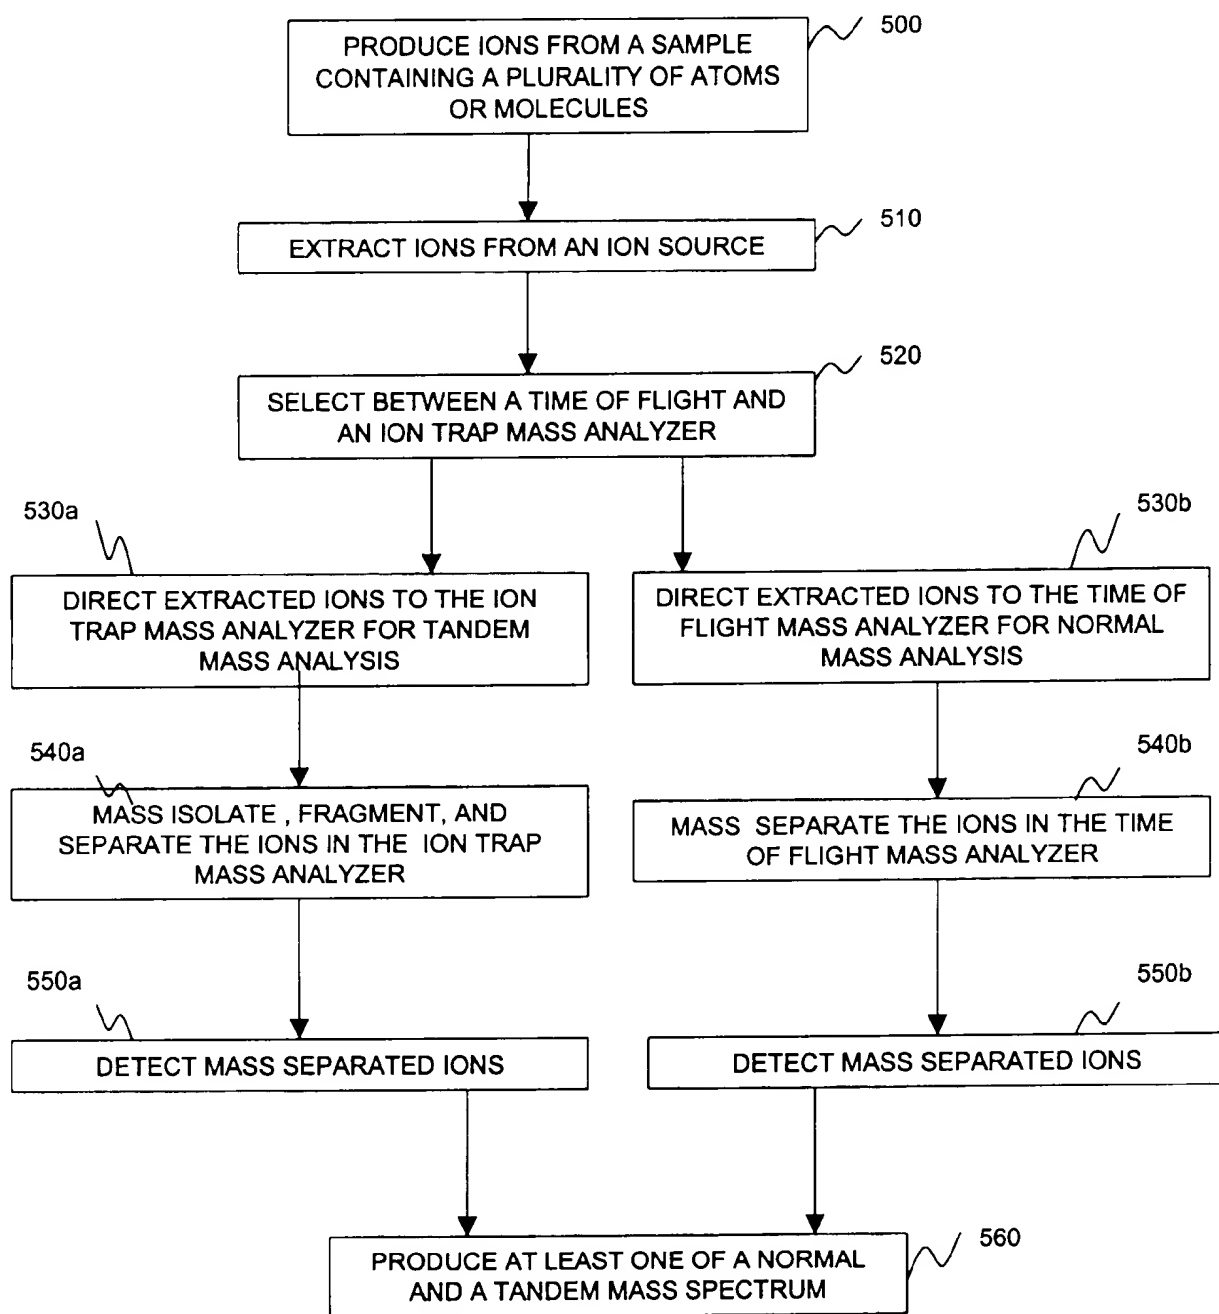 500
PRODUCE IONS FROM A SAMPLE
CONTAINING A PLURALITY OF ATOMS
OR MOLECULES
510
EXTRACT IONS FROM AN ION SOURCE
520
SELECT BETWEEN A TIME OF FLIGHT AND
AN ION TRAP MASS ANALYZER
530a
DIRECT EXTRACTED IONS TO THE ION
TRAP MASS ANALYZER FOR TANDEM
MASS ANALYSIS
530b
DIRECT EXTRACTED IONS TO THE TIME OF
FLIGHT MASS ANALYZER FOR NORMAL
MASS ANALYSIS
540a
MASS ISOLATE , FRAGMENT, AND
SEPARATE THE IONS IN THE ION TRAP
MASS ANALYZER
540b
MASS SEPARATE THE IONS IN THE TIME
OF FLIGHT MASS ANALYZER
550a
DETECT MASS SEPARATED IONS
550b
DETECT MASS SEPARATED IONS
560
PRODUCE AT LEAST ONE OF A NORMAL
AND A TANDEM MASS SPECTRUM